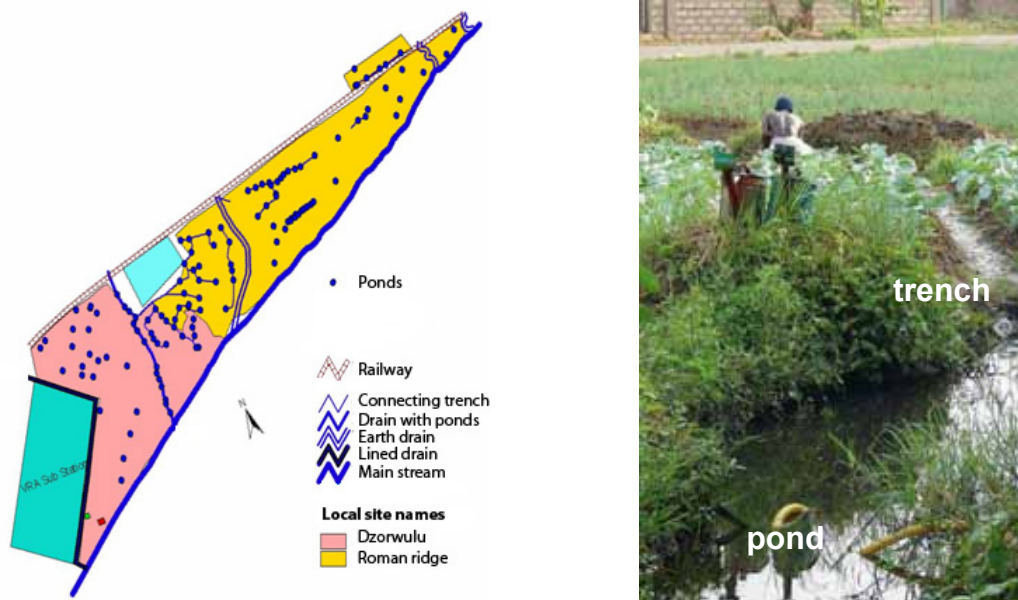 VRA Sub Station
N
Ponds
Railway
Connecting trench
Drain with ponds
Earth drain
Lined drain
Main stream
Local site names
Dzorwulu
Roman ridge
trench
pond